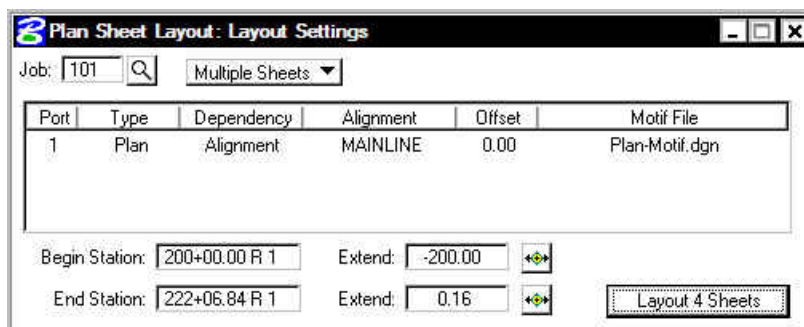 Plan Sheet Layout: Layout Settings
Job: 101 Multiple Sheets
Port Type Dependency Alignment Offset Motif File
1 Plan Alignment MAINLINE 0.00 Plan-Motif.dgn
Begin Station: 200+00.00 R 1 Extend: -200.00
End Station: 222+06.84 R 1 Extend: 0.16 Layout 4 Sheets